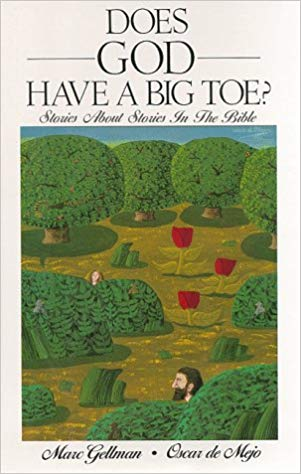 DOES
GOD
HAVE A BIG TOE?
Stories About Stories In The Bible
Marc Gellman • Oscar de Mejo